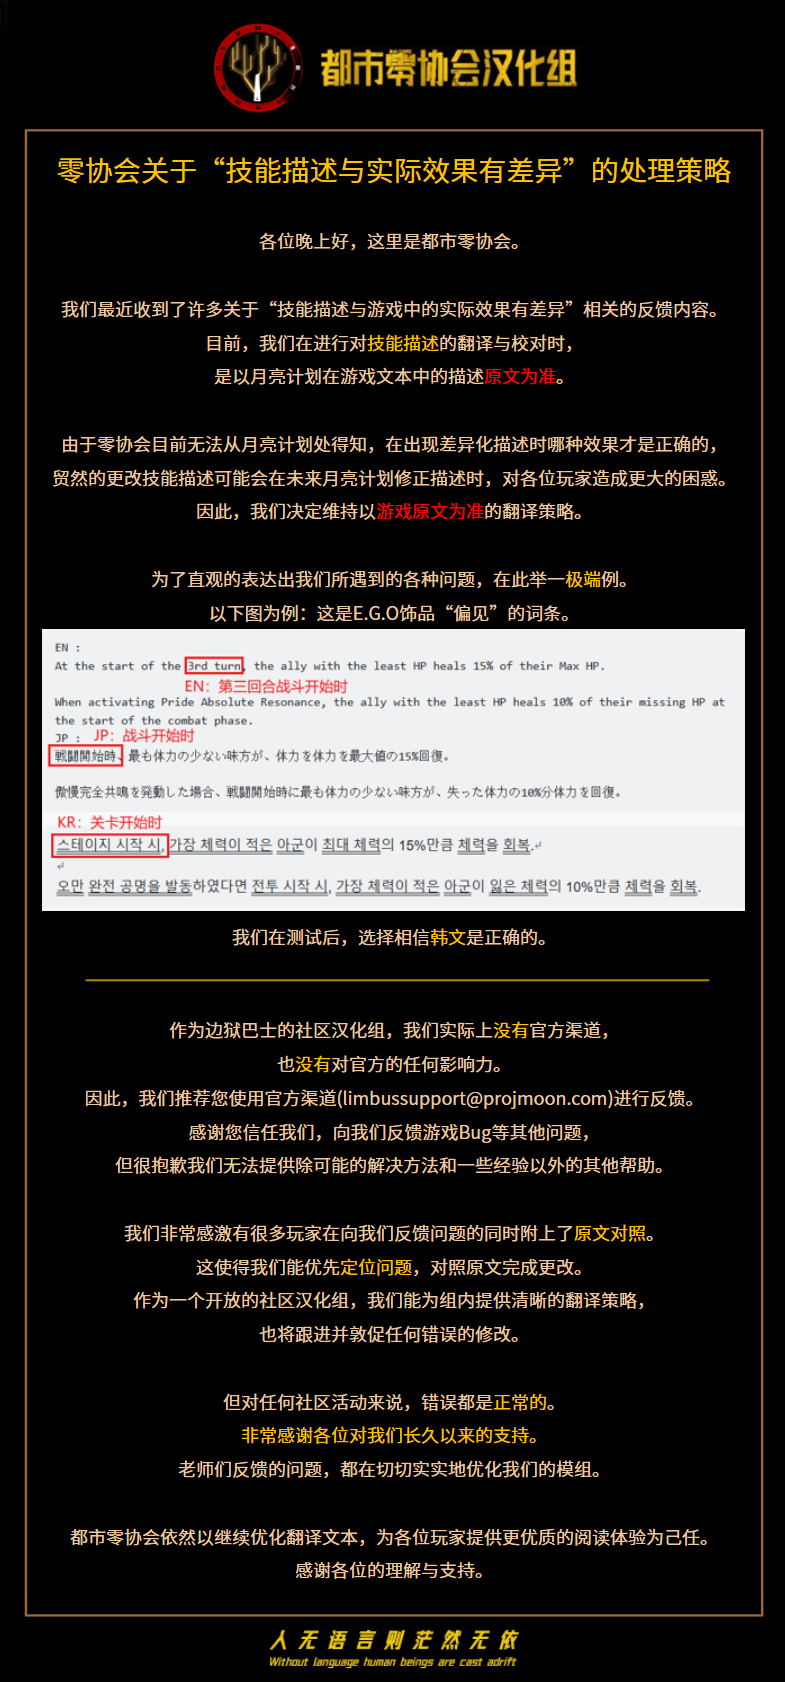 都市零协会汉化组
零协会关于“技能描述与实际效果有差异”的处理策略
各位晚上好，这里是都市零协会。
我们最近收到了许多关于“技能描述与游戏中的实际效果有差异”相关的反馈内容。
目前，我们在进行对技能描述的翻译与校对时，
是以月亮计划在游戏文本中的描述原文为准。
由于零协会目前无法从月亮计划处得知，在出现差异化描述时哪种效果才是正确的，
贸然的更改技能描述可能会在未来月亮计划修正描述时，对各位玩家造成更大的困惑。
因此，我们决定维持以游戏原文为准的翻译策略。
为了直观的表达出我们所遇到的各种问题，在此举一极端例。
以下图为例：这是E.G.O饰品“偏见”的词条。
EN :
At the start of the 3rd turn, the ally with the least HP heals 15% of their Max HP.
EN：第三回合战斗开始时
When activating Pride Absolute Resonance, the ally with the least HP heals 10% of their missing HP at
the start of the combat phase.
JP : JP：战斗开始时
戦闘開始時、最も体力の少ない味方が、体力を体力を最大値の15%回復。
傲慢完全共鳴を発動した場合、戦闘開始時に最も体力の少ない味方が、失った体力の10%分体力を回復。
KR：关卡开始时
스테이지 시작 시, 가장 체력이 적은 아군이 최대 체력의 15%만큼 체력을 회복.↵
↵
오만 완전 공명을 발동하였다면 전투 시작 시, 가장 체력이 적은 아군이 잃은 체력의 10%만큼 체력을 회복.
我们在测试后，选择相信韩文是正确的。
作为边狱巴士的社区汉化组，我们实际上没有官方渠道，
也没有对官方的任何影响力。
因此，我们推荐您使用官方渠道(limbussupport@projmoon.com)进行反馈。
感谢您信任我们，向我们反馈游戏Bug等其他问题，
但很抱歉我们无法提供除可能的解决方法和一些经验以外的其他帮助。
我们非常感激有很多玩家在向我们反馈问题的同时附上了原文对照。
这使得我们能优先定位问题，对照原文完成更改。
作为一个开放的社区汉化组，我们能为组内提供清晰的翻译策略，
也将跟进并敦促任何错误的修改。
但对任何社区活动来说，错误都是正常的。
非常感谢各位对我们长久以来的支持。
老师们反馈的问题，都在切切实实地优化我们的模组。
都市零协会依然以继续优化翻译文本，为各位玩家提供更优质的阅读体验为己任。
感谢各位的理解与支持。
人无语言则茫然无依
Without language human beings are cast adrift